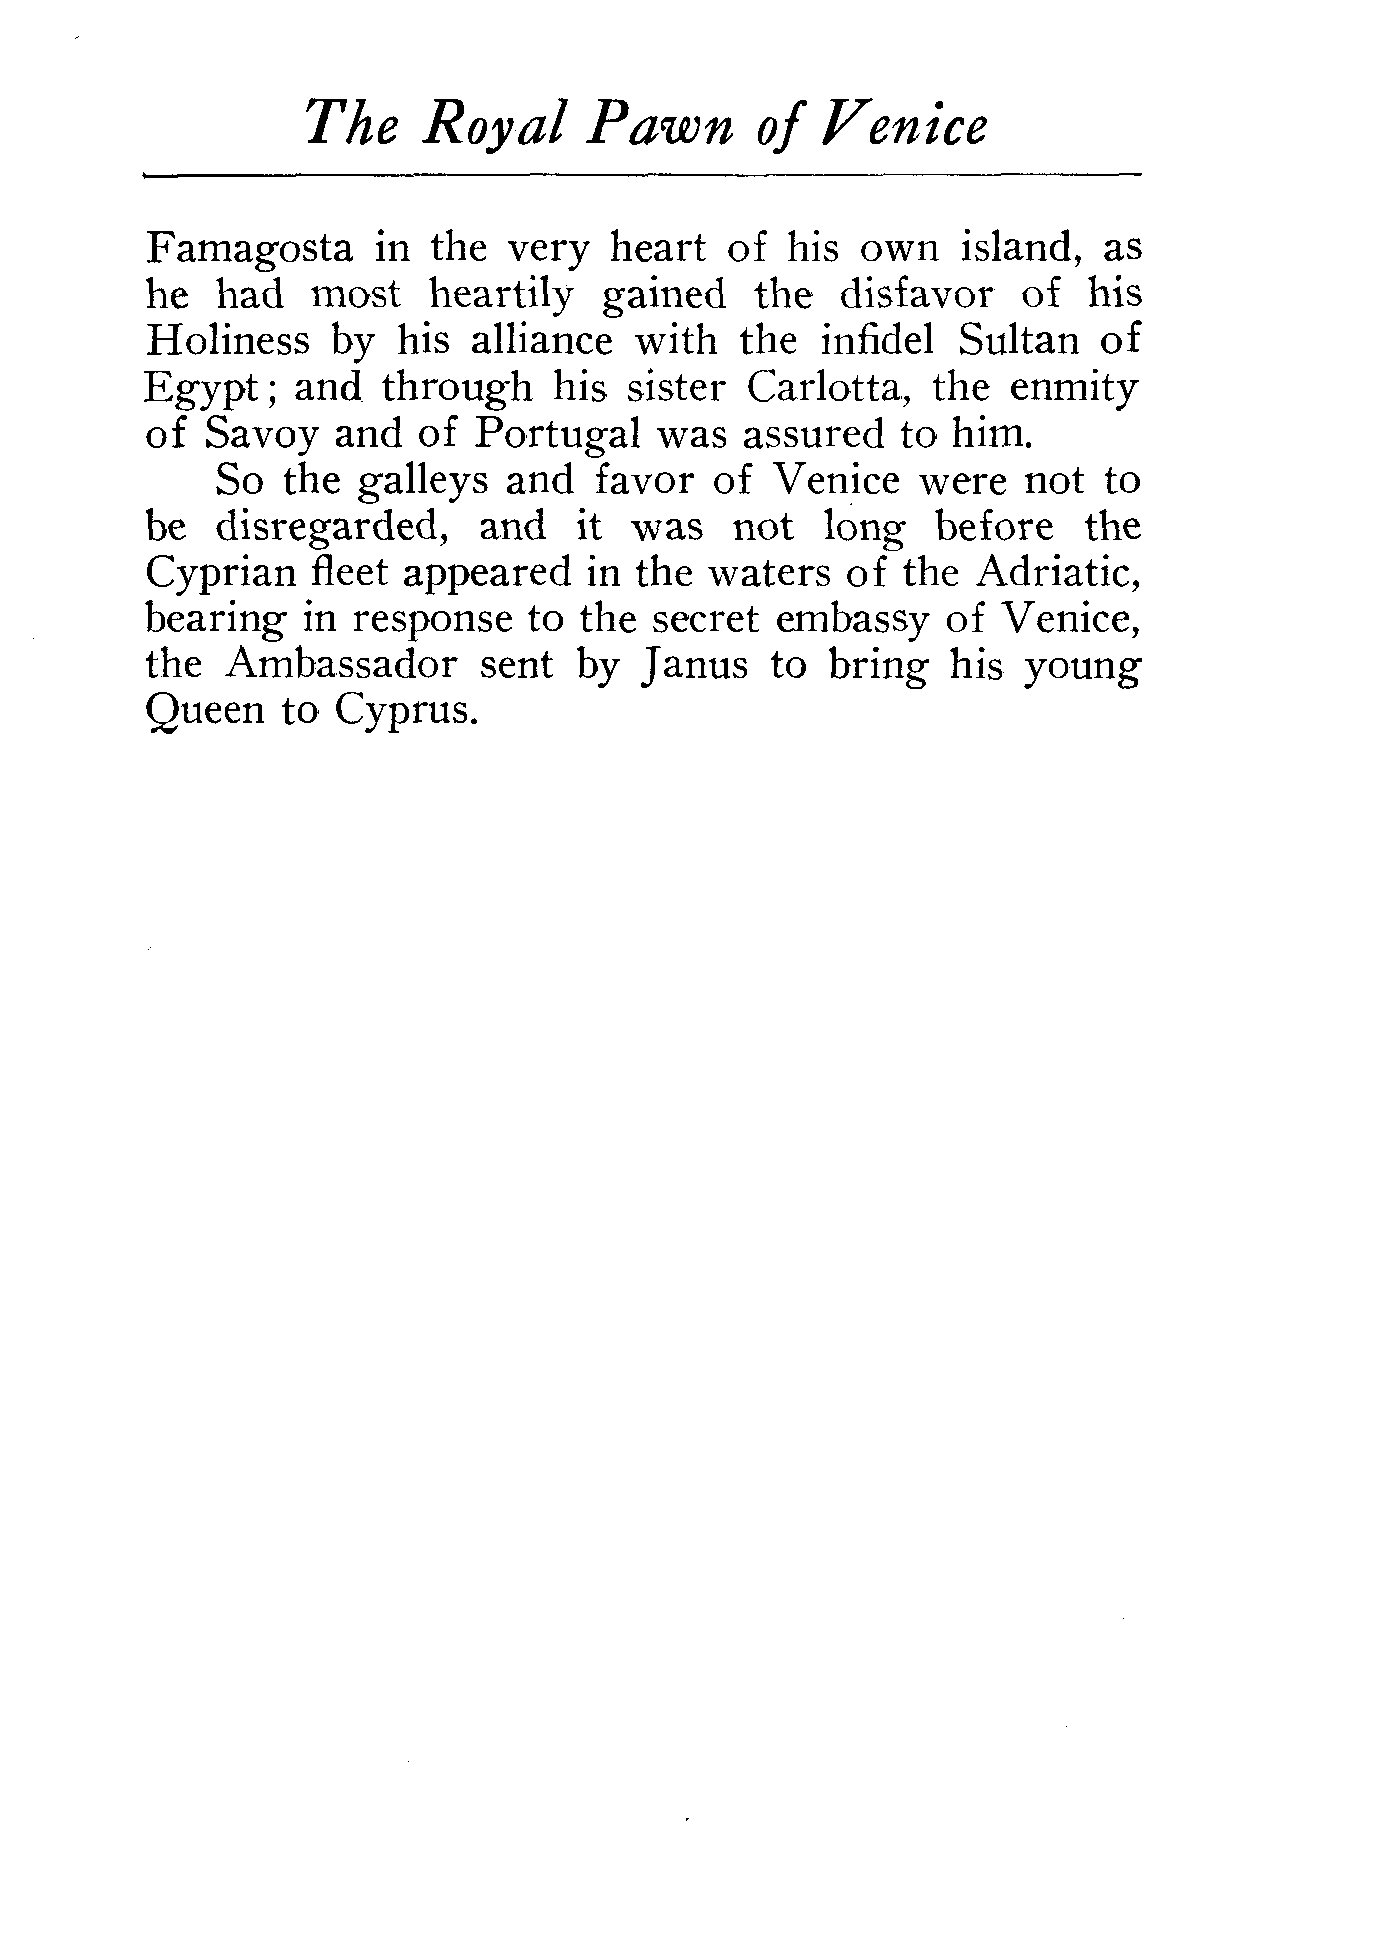 The Royal Pawn of Venice
Famagosta in the very heart of his own island, as
he had most heartily gained the disfavor of his
Holiness by his alliance with the infidel Sultan of
Egypt; and through his sister Carlotta, the enmity
of Savoy and of Portugal was assured to him.
So the galleys and favor of Venice were not to
be disregarded, and it was not long before the
Cyprian fleet appeared in the waters of the Adriatic,
bearing in response to the secret embassy of Venice,
the Ambassador sent by Janus to bring his young
Queen to Cyprus.